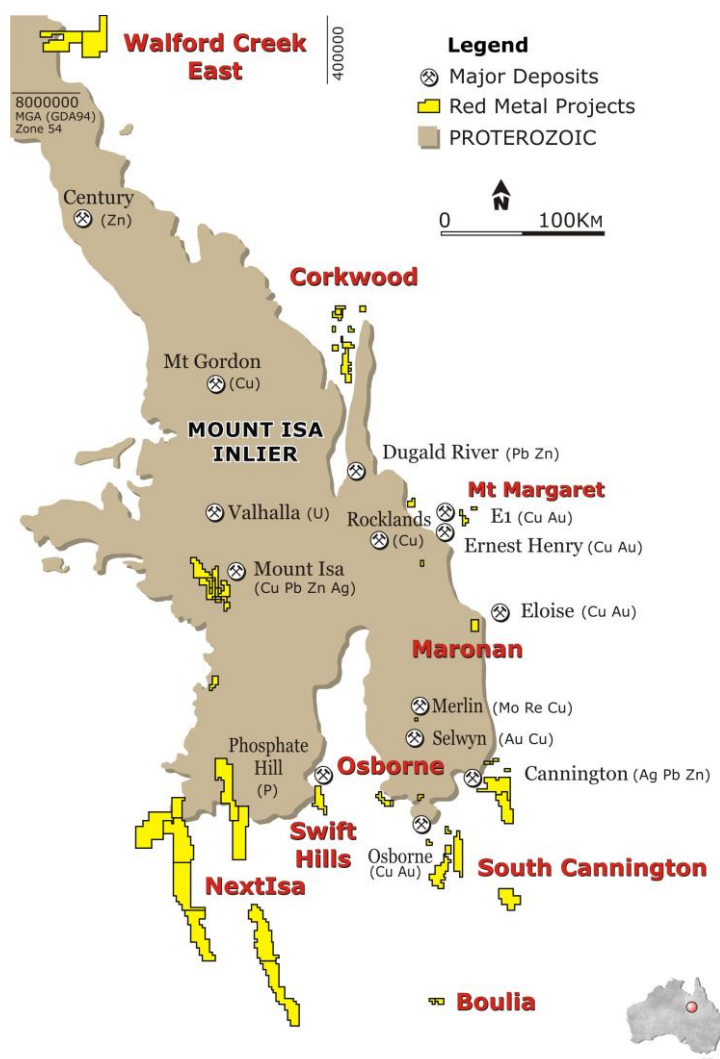 Walford Creek
East
400000
Legend
Major Deposits
Red Metal Projects
PROTEROZOIC
8000000
MGA (GDA94)
Zone 54
N
0 100KM
Century
(Zn)
Corkwood
Mt Gordon
(Cu)
MOUNT ISA
INLIER
Dugald River (Pb Zn)
Mt Margaret
Valhalla (U)
Rocklands
(Cu)
E1 (Cu Au)
Ernest Henry (Cu Au)
Mount Isa
(Cu Pb Zn Ag)
Eloise (Cu Au)
Maronan
Merlin (Mo Re Cu)
Selwyn (Au Cu)
Phosphate
Hill
(P)
Osborne
Cannington (Ag Pb Zn)
Swift
Hills
Osborne
(Cu Au)
South Cannington
NextIsa
Boulia